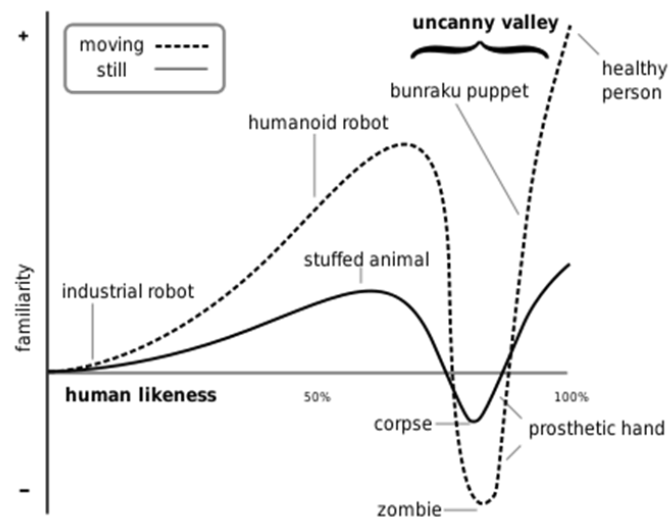 uncanny valley
+
moving
still
healthy
person
bunraku puppet
humanoid robot
stuffed animal
industrial robot
familiarity
human likeness
50%
100%
corpse
prosthetic hand
–
zombie